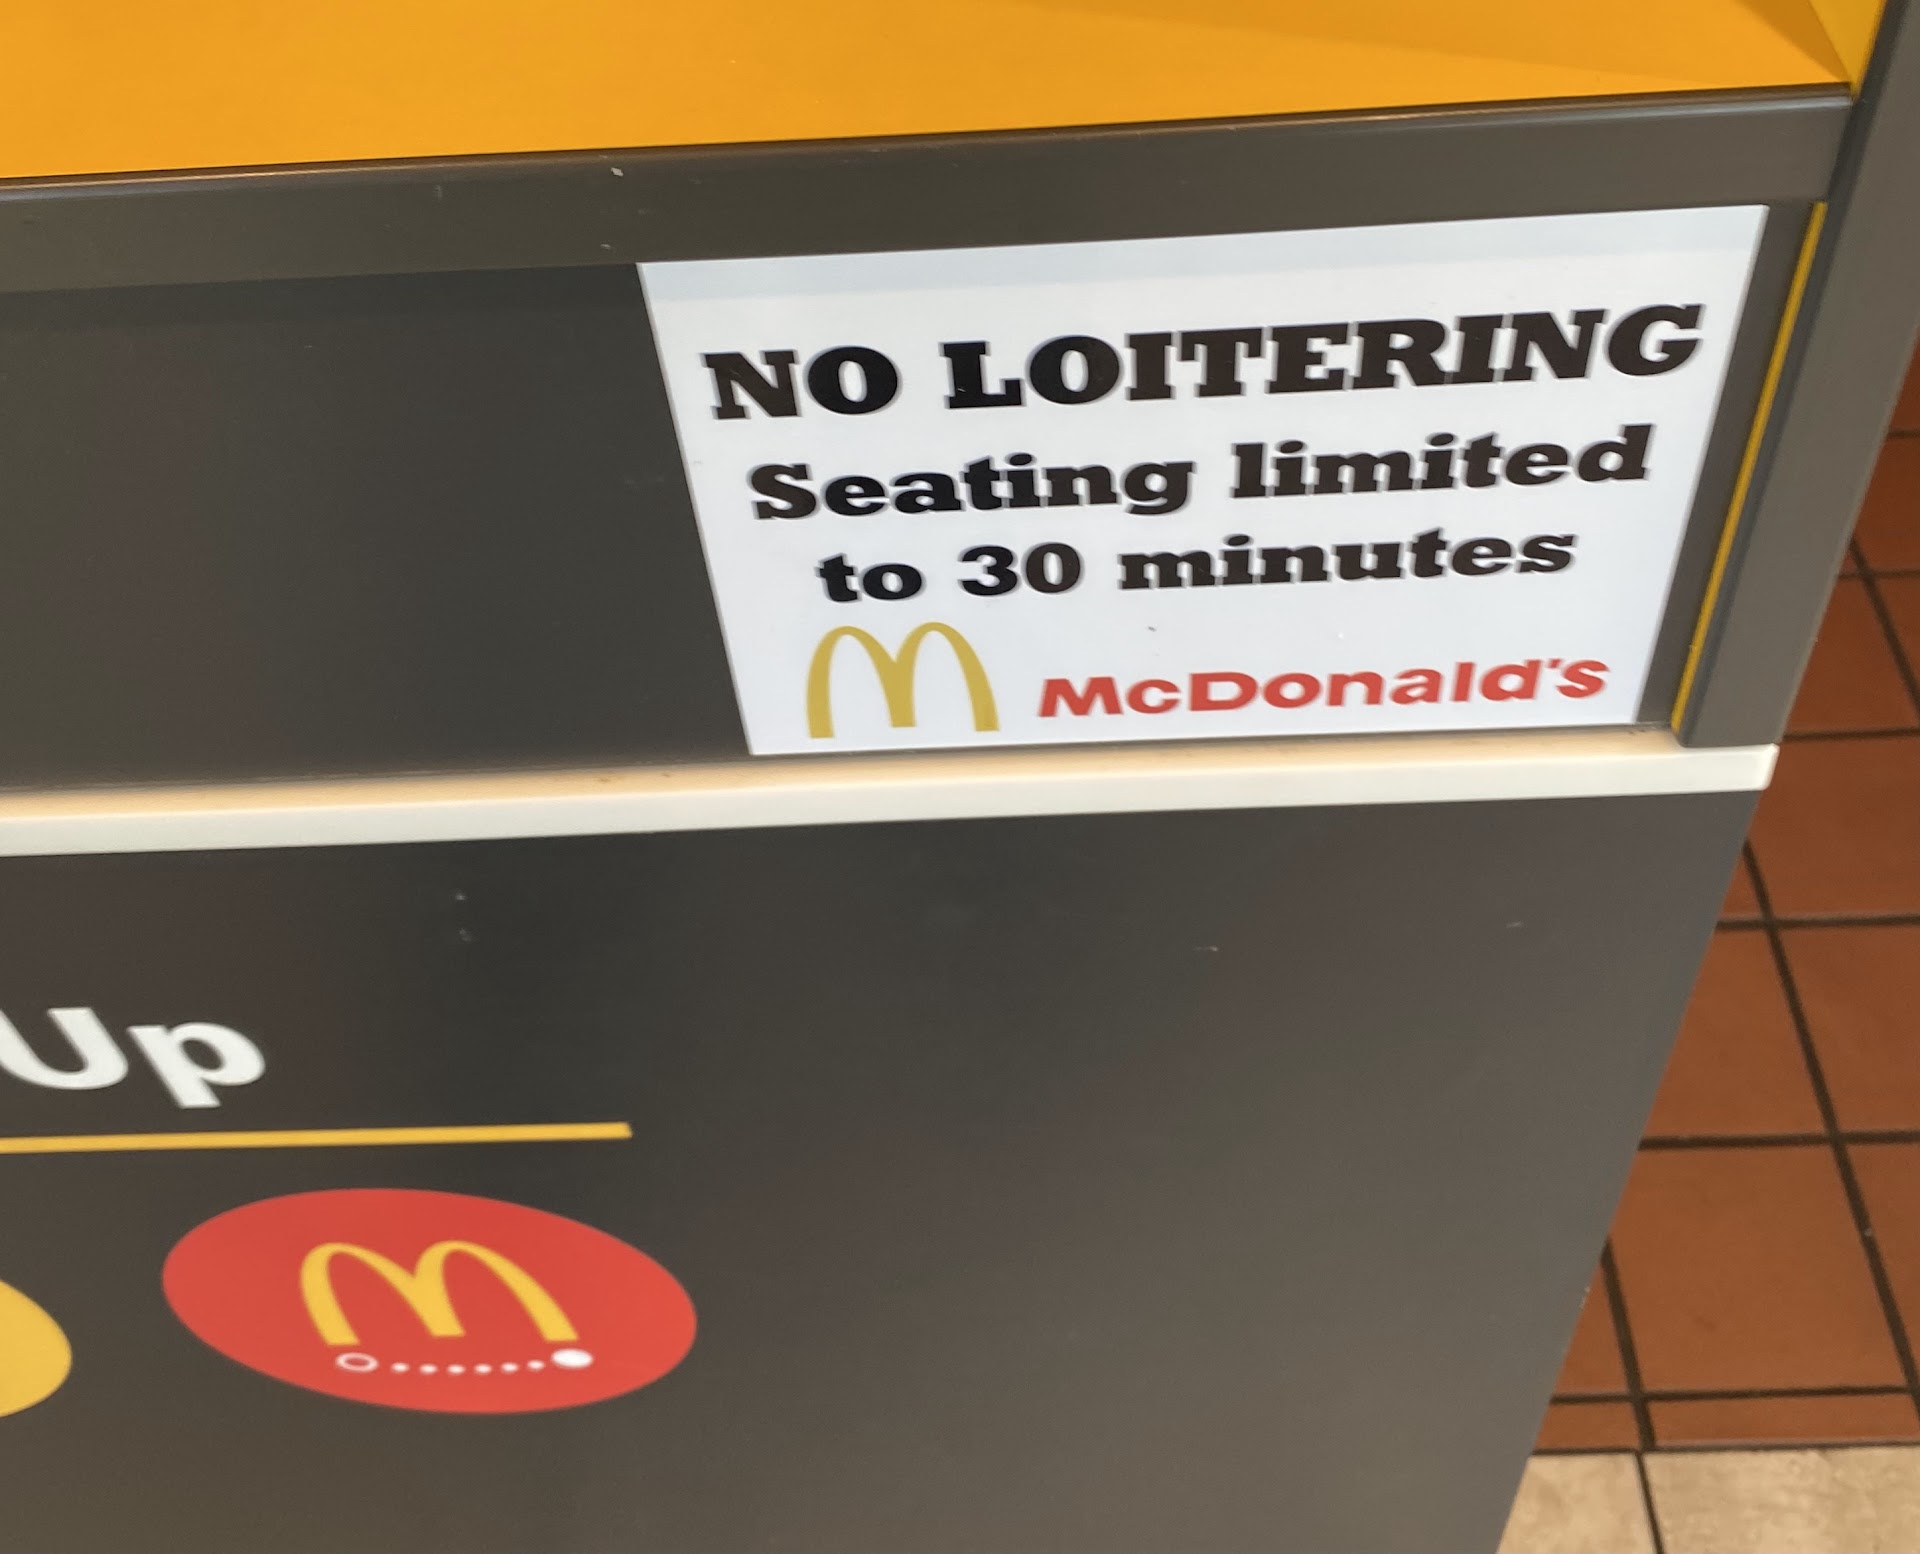 NO LOITERING
Seating limited
to 30 minutes
McDonald's
Up